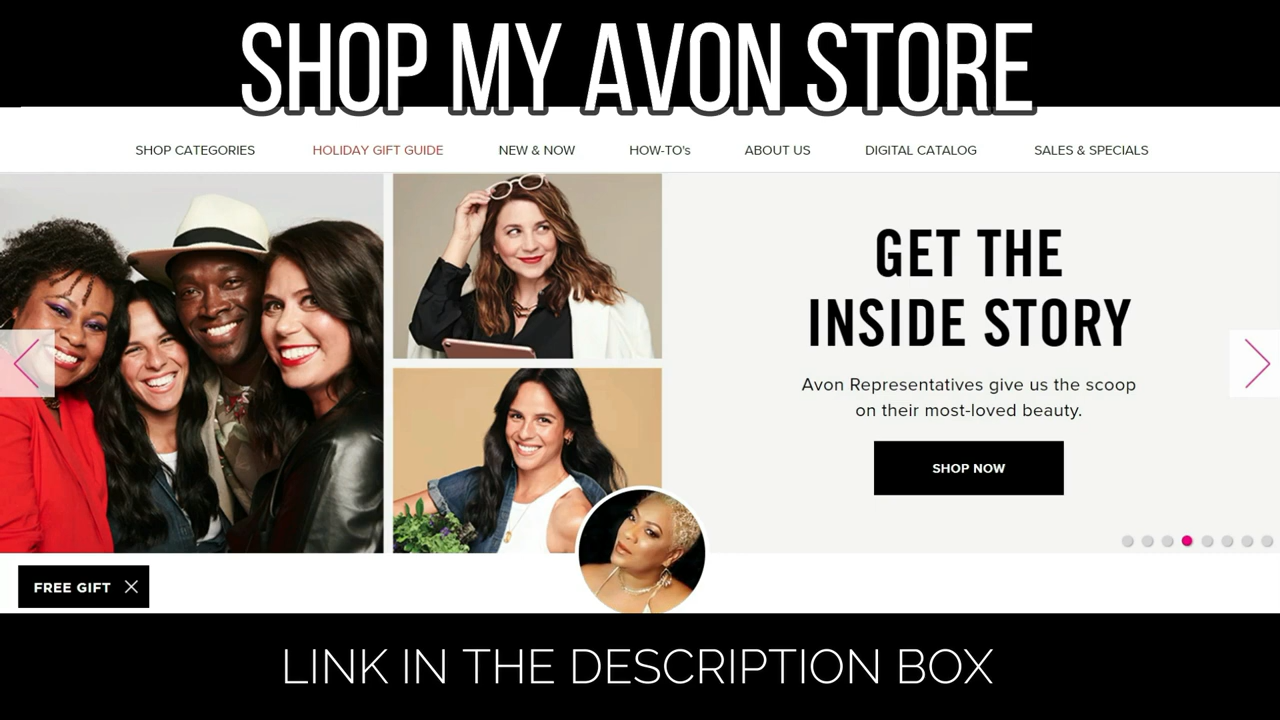 SHOP MY AVON STORE
SHOP CATEGORIES HOLIDAY GIFT GUIDE NEW & NOW HOW-TO's ABOUT US DIGITAL CATALOG SALES & SPECIALS
GET THE
INSIDE STORY
Avon Representatives give us the scoop
on their most-loved beauty.
SHOP NOW
FREE GIFT
LINK IN THE DESCRIPTION BOX